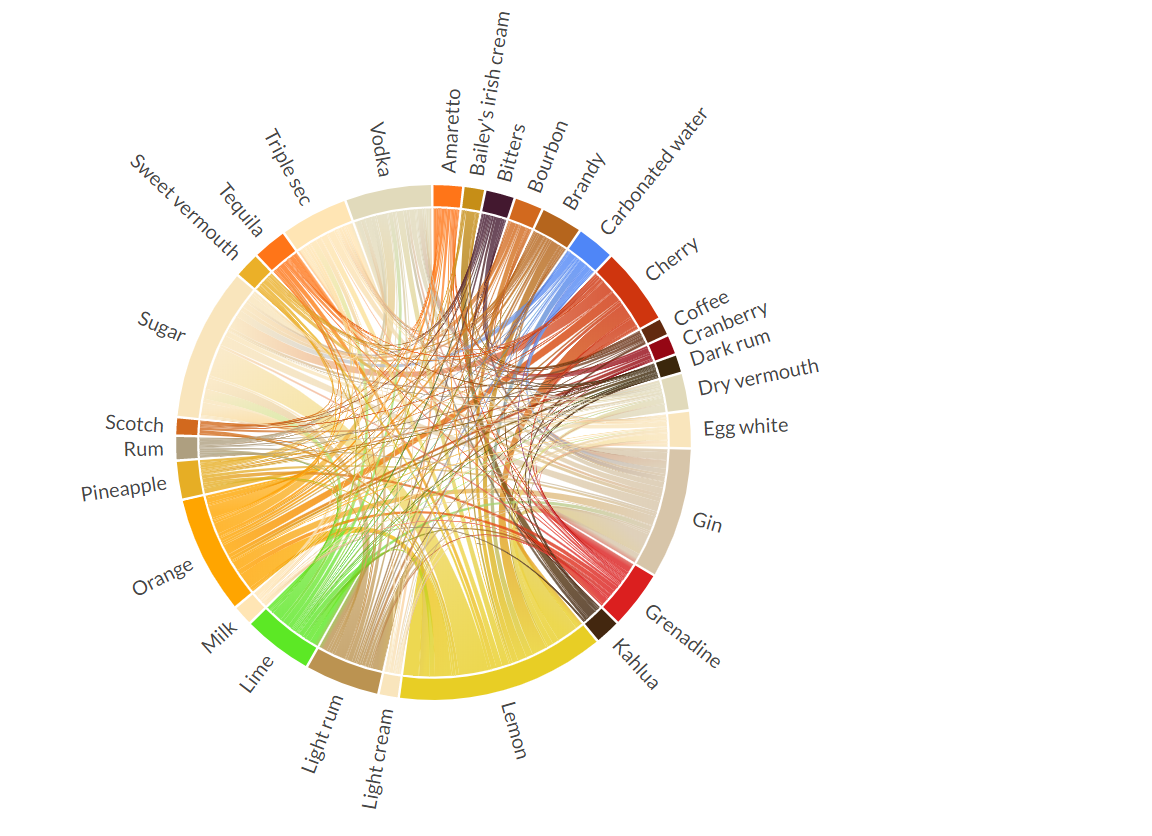 Amaretto
Bailey's irish cream
Bitters
Bourbon
Brandy
Carbonated water
Cherry
Coffee
Cranberry
Dark rum
Dry vermouth
Egg white
Gin
Grenadine
Kahlua
Lemon
Light cream
Light rum
Lime
Milk
Orange
Pineapple
Rum
Scotch
Sugar
Sweet vermouth
Tequila
Triple sec
Vodka